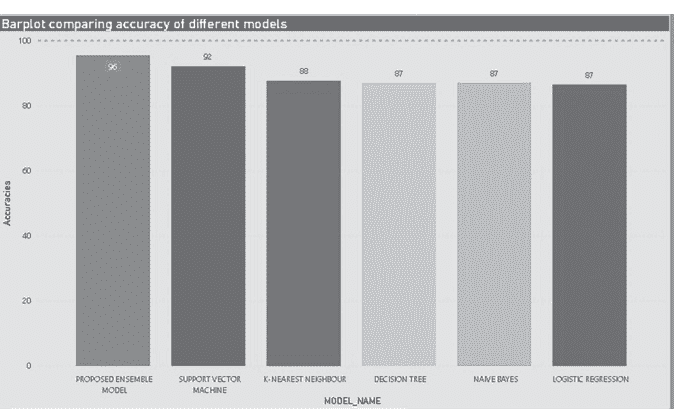 Barplot comparing accuracy of different models
100
80
60
40
20
0
Accuracies
96
92
88
87
87
87
PROPOSED ENSEMBLE
MODEL
SUPPORT VECTOR
MACHINE
K-NEAREST NEIGHBOUR
DECISION TREE
NAIVE BAYES
LOGISTIC REGRESSION
MODEL_NAME